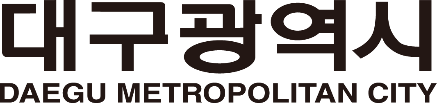 대구광역시
DAEGU METROPOLITAN CITY